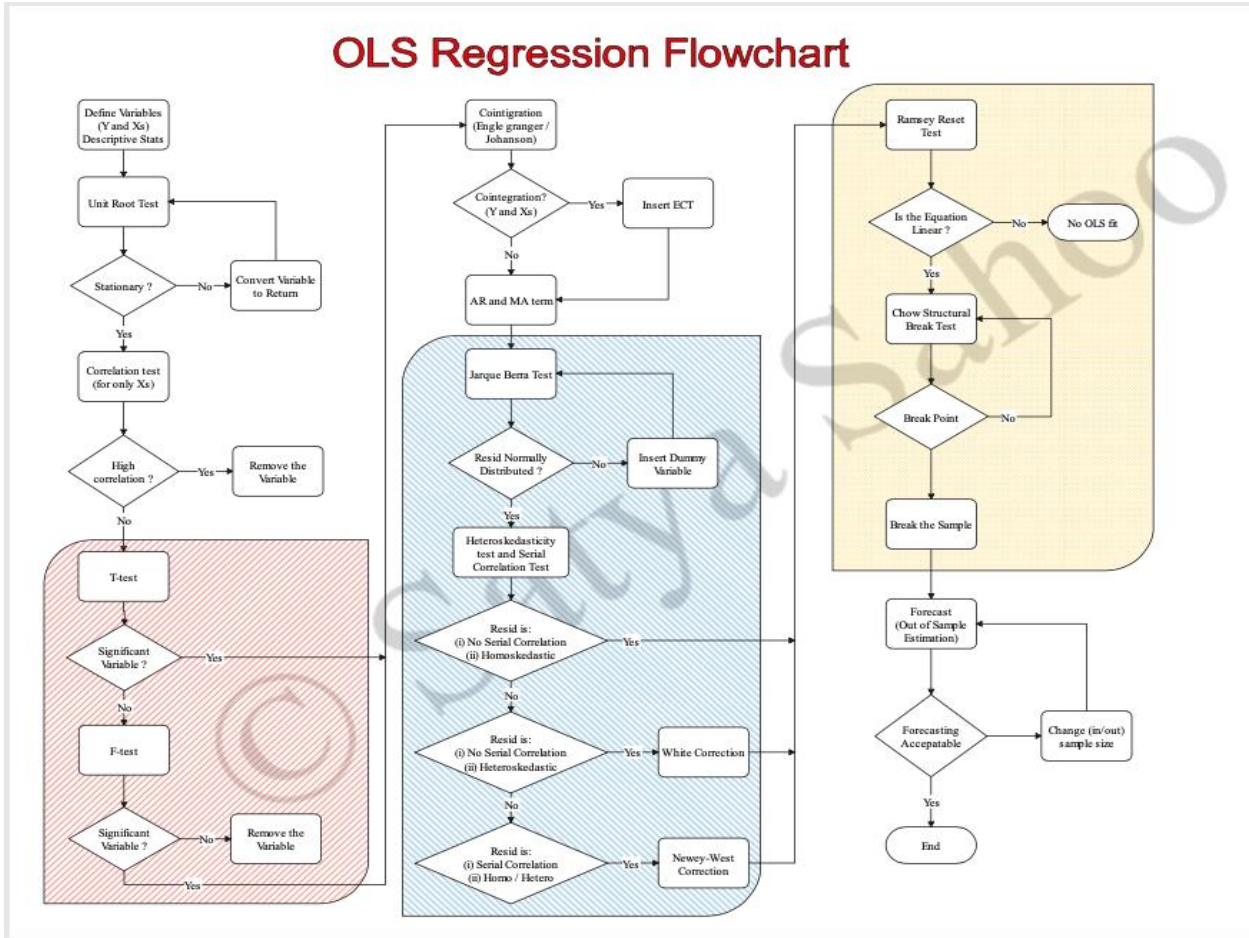 OLS Regression Flowchart
Define Variables
(Y and Xs)
Descriptive Stats
Unit Root Test
Stationary ?
No
Convert Variable
to Return
Yes
Correlation test
(for only Xs)
High
correlation ?
Yes
Remove the
Variable
No
T-test
Significant
Variable ?
Yes
No
F-test
Significant
Variable ?
No
Remove the
Variable
Yes
Cointigration
(Engle granger /
Johanson)
Cointegration?
(Y and Xs)
Yes
Insert ECT
No
AR and MA term
Jarque Berra Test
Resid Normally
Distributed ?
No
Insert Dummy
Variable
Yes
Heteroskedasticity
test and Serial
Correlation Test
Resid is:
(i) No Serial Correlation
(ii) Homoskedastic
Yes
No
Resid is:
(i) No Serial Correlation
(ii) Heteroskedastic
Yes
White Correction
No
Resid is:
(i) Serial Correlation
(ii) Homo / Hetero
Yes
Newey-West
Correction
Ramsey Reset
Test
Is the Equation
Linear ?
No
No OLS fit
Yes
Chow Structural
Break Test
Break Point
No
Break the Sample
Forecast
(Out of Sample
Estimation)
Forecasting
Accepatable
Change (in/out)
sample size
Yes
End
© Satya Sahoo